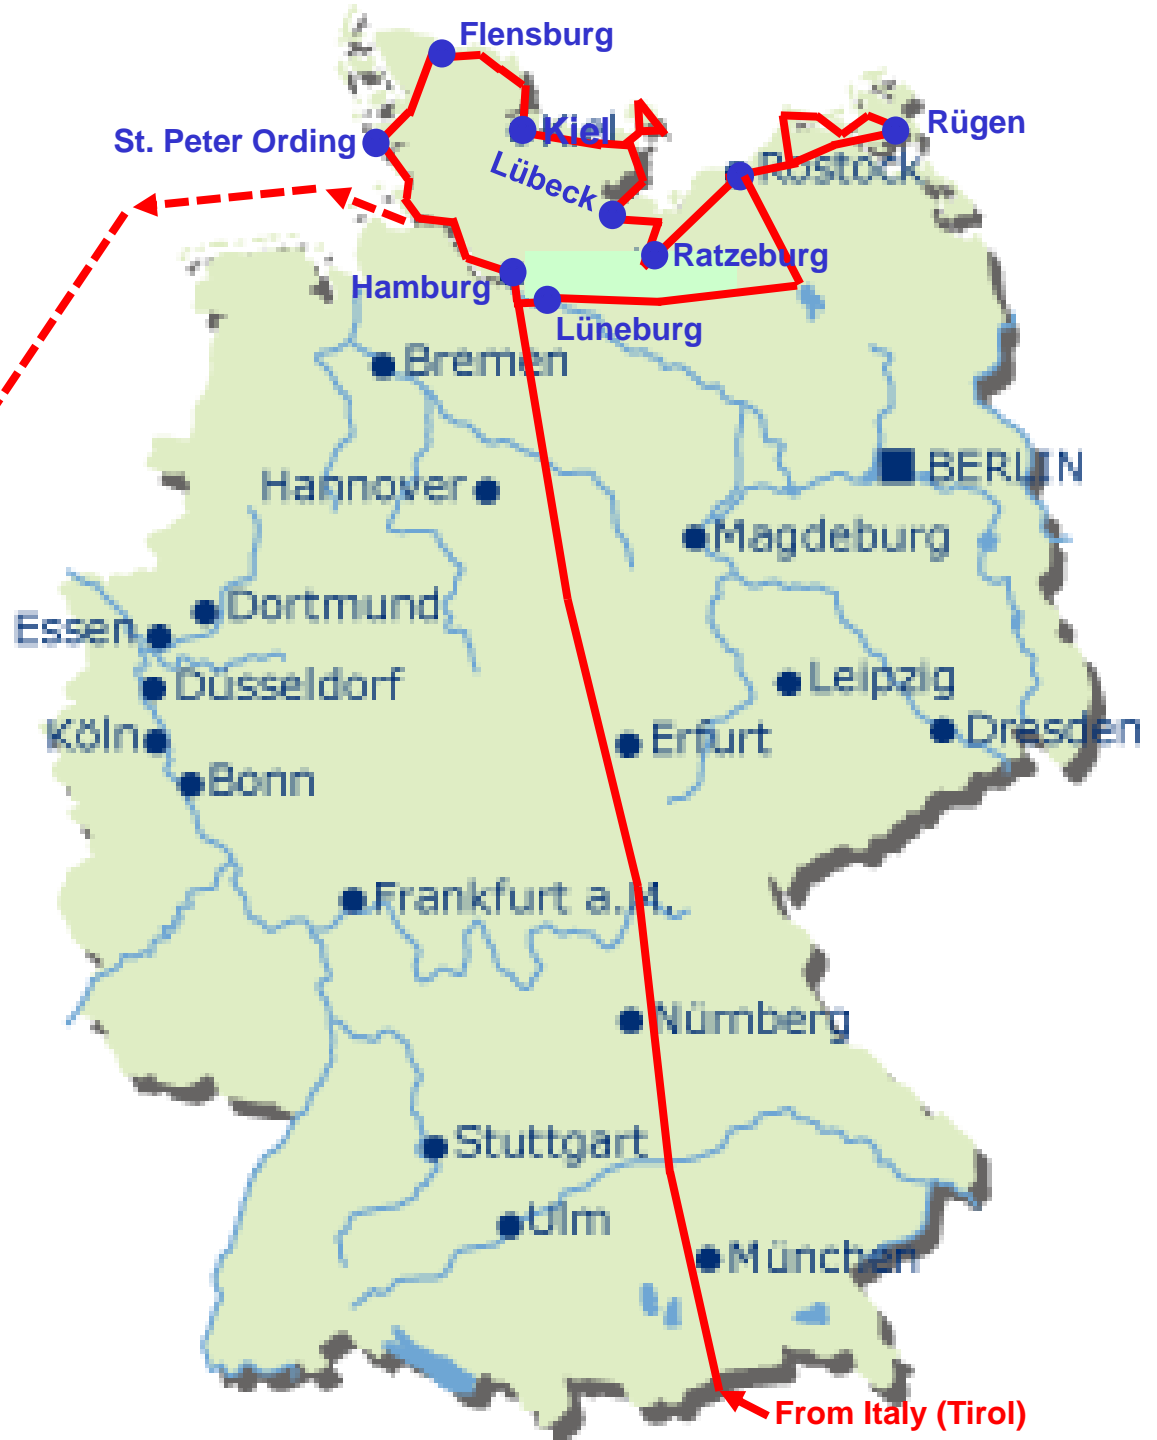 Flensburg
Rügen
St. Peter Ording
Kiel
Lübeck
Rostock
Ratzeburg
Hamburg
Lüneburg
Bremen
BERLIN
Hannover
Magdeburg
Dortmund
Essen
Düsseldorf
Leipzig
Köln
Erfurt
Dresden
Bonn
Frankfurt a.M.
Nürnberg
Stuttgart
Ulm
München
From Italy (Tirol)